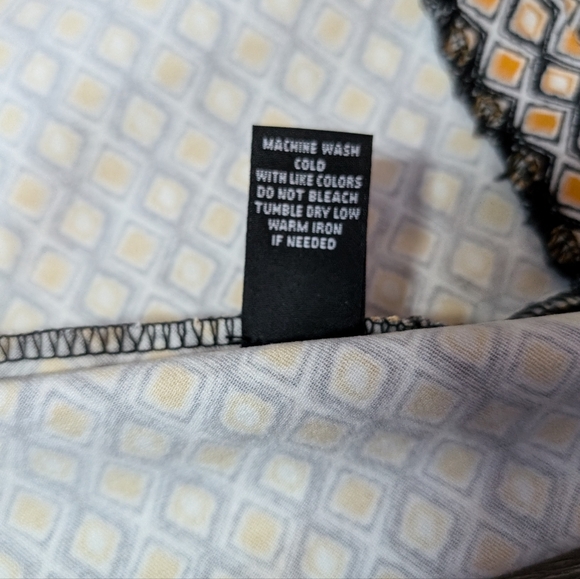 MACHINE WASH
COLD
WITH LIKE COLORS
DO NOT BLEACH
TUMBLE DRY LOW
WARM IRON
IF NEEDED